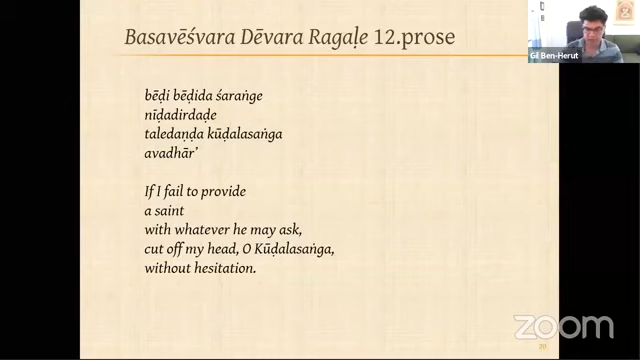 Basavēśvara Dēvara Ragaḷe 12.prose
Gil Ben-Herut
bēḍi bēḍida śaraṅge
nīḍadirdaḍe
taledaṇḍa kūḍalasaṅga
avadhār’
If I fail to provide
a saint
with whatever he may ask,
cut off my head, O Kūḍalasaṅga,
without hesitation.
zoom
20